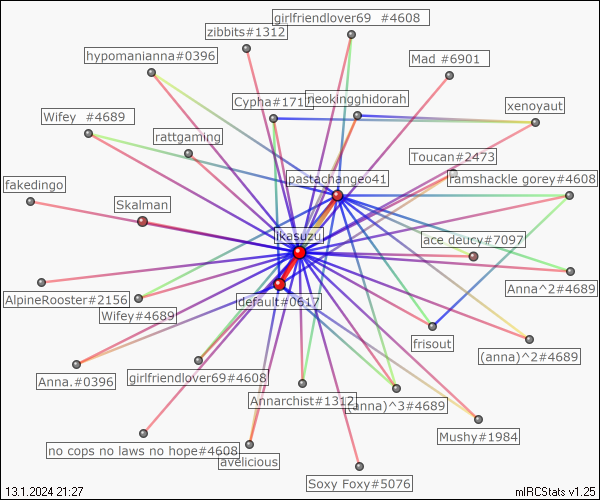 girlfriendlover69 #4608
zibbits#1312
hypomanianna#0396
Mad #6901
Cypha#1712
neokingghidorah
xenoyaut
Wifey #4689
rattgaming
Toucan#2473
pastachangeo41
ramshackle gorey#4608
fakedingo
Skalman
ikasuzu
ace deucy#7097
Anna^2#4689
AlpineRooster#2156
default#0617
Wifey#4689
frisout
(anna)^2#4689
Anna.#0396
girlfriendlover69#4608
Annarchist#1312
(anna)^3#4689
Mushy#1984
no cops no laws no hope#4608
avelicious
Soxy Foxy#5076
13.1.2024 21:27
mIRCStats v1.25